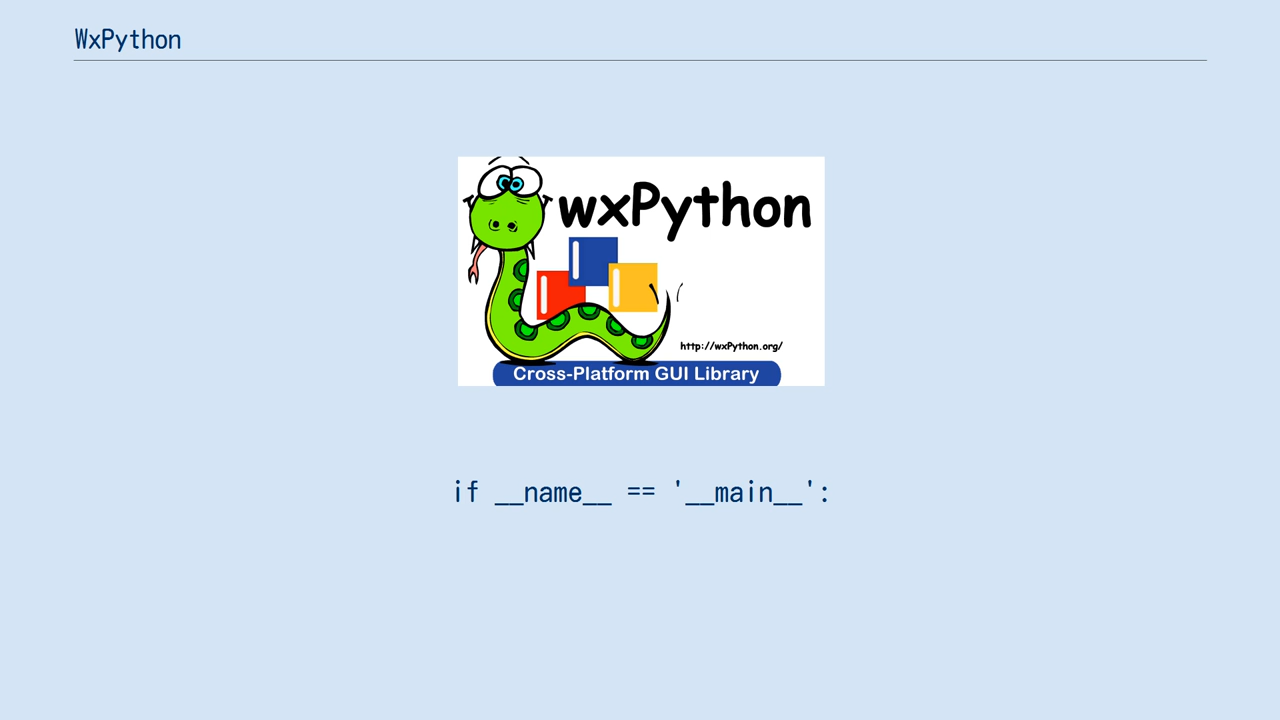 WxPython
wxPython
http://wxPython.org/
Cross-Platform GUI Library
if __name__ == '__main__':